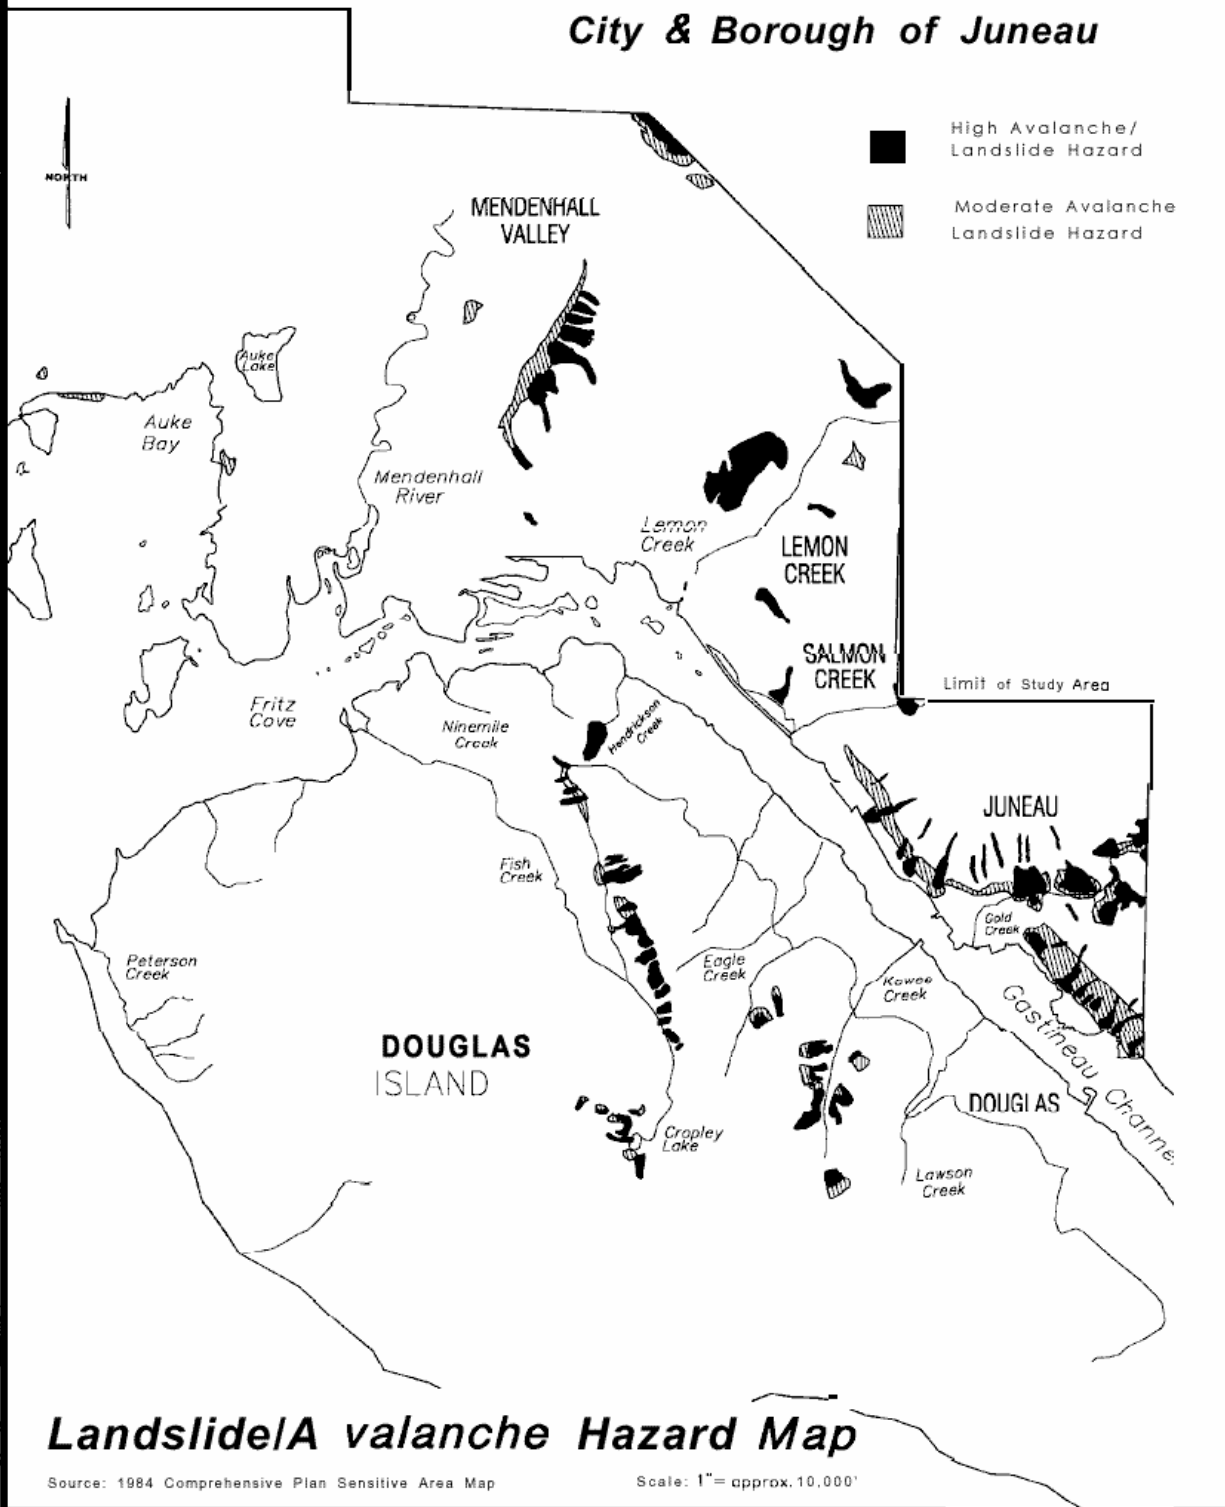 City & Borough of Juneau
High Avalanche/
Landslide Hazard
Moderate Avalanche
Landslide Hazard
NORTH
MENDENHALL
VALLEY
Auke
Lake
Auke
Bay
Mendenhall
River
Lemon
Creek
LEMON
CREEK
SALMON
CREEK
Limit of Study Area
Fritz
Cove
Ninemile
Creek
Hendrickson
Creek
JUNEAU
Fish
Creek
Gold
Creek
Peterson
Creek
Eagle
Creek
Kowee
Creek
Gastineau Channe
DOUGLAS
ISLAND
DOUGLAS
Cropley
Lake
Lawson
Creek
Landslide/A valanche Hazard Map
Source: 1984 Comprehensive Plan Sensitive Area Map
Scale: 1"= approx. 10,000'